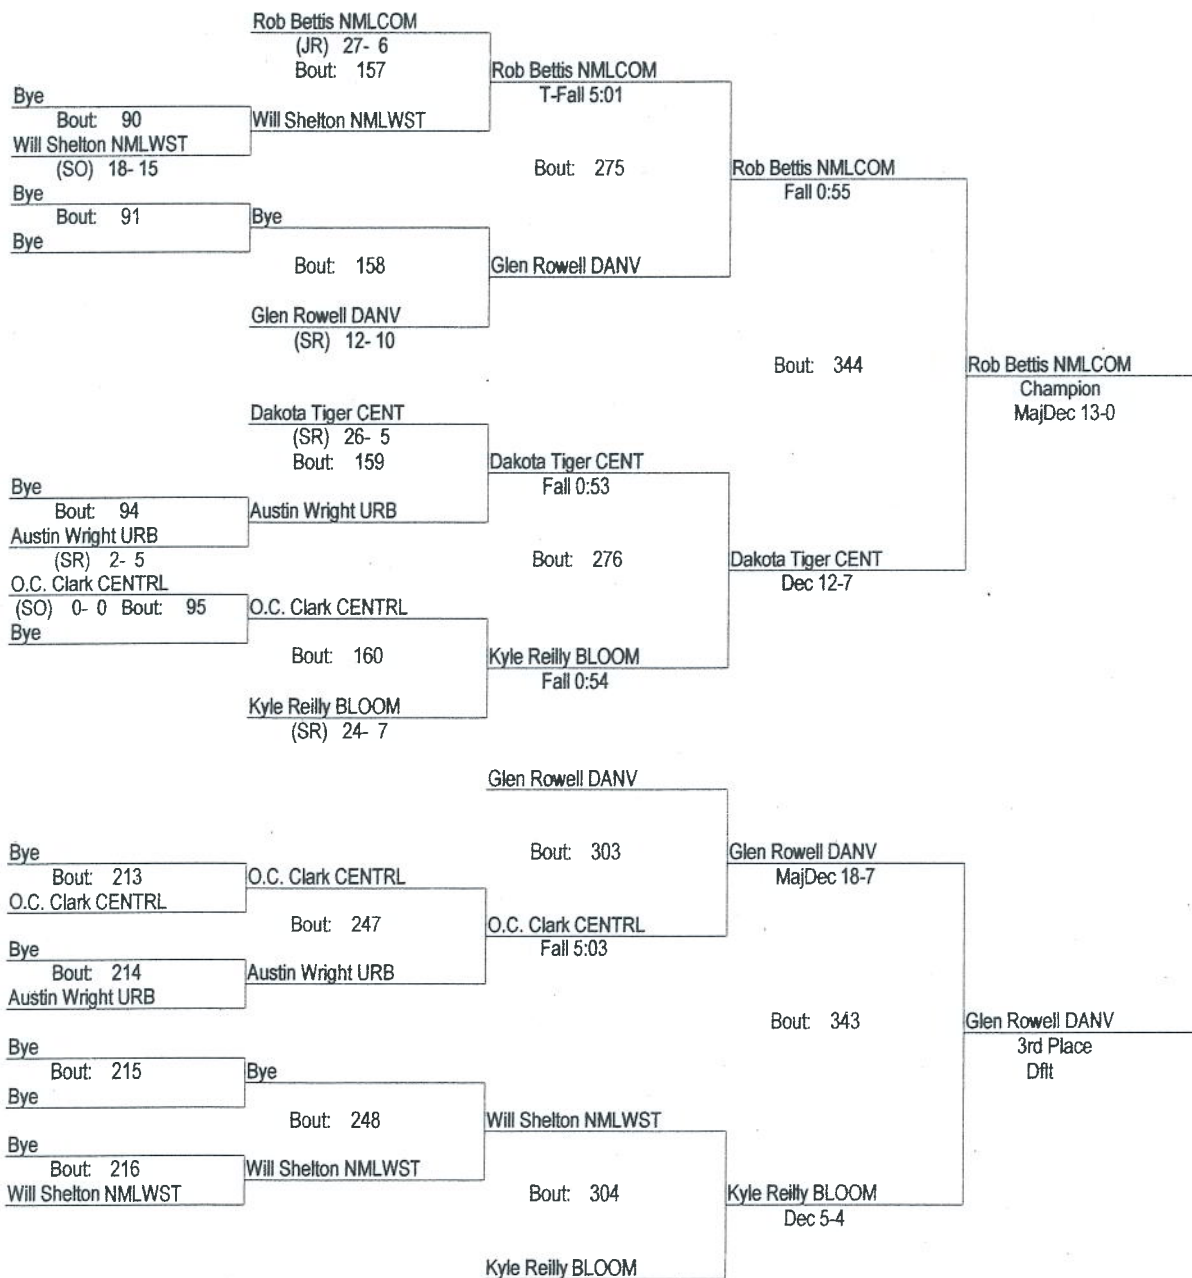 Rob Bettis NMLCOM
(JR) 27- 6
Bout: 157
Rob Bettis NMLCOM
T-Fall 5:01
Bye
Bout: 90
Will Shelton NMLWST
Will Shelton NMLWST
(SO) 18- 15
Bout: 275
Rob Bettis NMLCOM
Fall 0:55
Bye
Bout: 91
Bye
Bye
Bout: 158
Glen Rowell DANV
Glen Rowell DANV
(SR) 12- 10
Bout: 344
Rob Bettis NMLCOM
Champion
MajDec 13-0
Dakota Tiger CENT
(SR) 26- 5
Bout: 159
Dakota Tiger CENT
Fall 0:53
Bye
Bout: 94
Austin Wright URB
Austin Wright URB
(SR) 2- 5
Bout: 276
Dakota Tiger CENT
Dec 12-7
O.C. Clark CENTRL
(SO) 0- 0 Bout: 95
O.C. Clark CENTRL
Bye
Bout: 160
Kyle Reilly BLOOM
Fall 0:54
Kyle Reilly BLOOM
(SR) 24- 7
Glen Rowell DANV
Bout: 303
Glen Rowell DANV
MajDec 18-7
Bye
Bout: 213
O.C. Clark CENTRL
O.C. Clark CENTRL
Bout: 247
O.C. Clark CENTRL
Fall 5:03
Bye
Bout: 214
Austin Wright URB
Austin Wright URB
Bout: 343
Glen Rowell DANV
3rd Place
Dflt
Bye
Bout: 215
Bye
Bye
Bout: 248
Will Shelton NMLWST
Bye
Bout: 216
Will Shelton NMLWST
Will Shelton NMLWST
Bout: 304
Kyle Reilly BLOOM
Dec 5-4
Kyle Reilly BLOOM